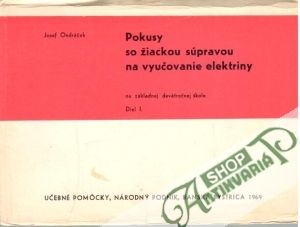 Jozef Ondráček
Pokusy
so žiackou súpravou
na vyučovanie elektriny
na základnej deväťročnej škole
Diel I.
UČEBNÉ POMÔCKY, NÁRODNÝ PODNIK, BANSKÁ BYSTRICA 1969
SHOP
ANTIKVARIAT